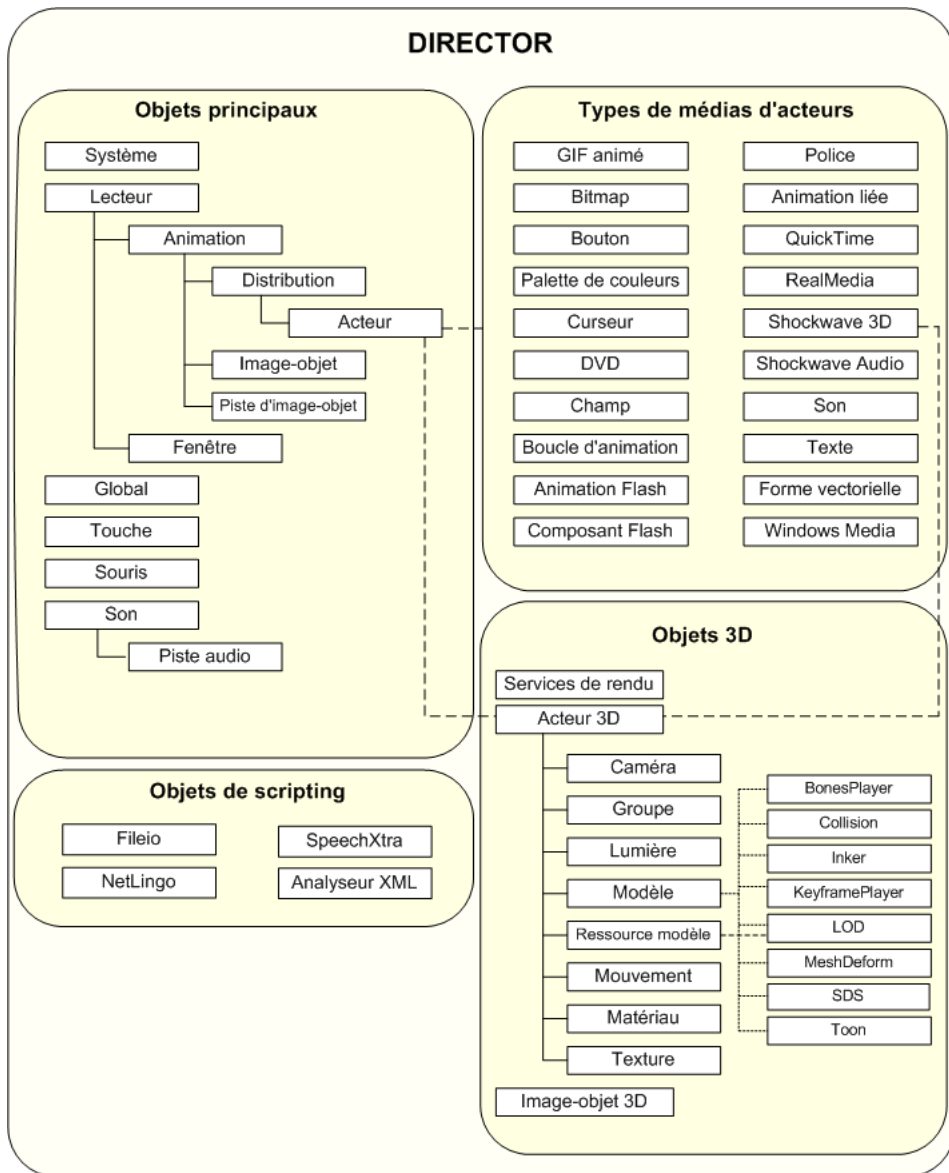 DIRECTOR
Objets principaux
Système
Lecteur
Animation
Distribution
Acteur
Image-objet
Piste d'image-objet
Fenêtre
Global
Touche
Souris
Son
Piste audio
Types de médias d'acteurs
GIF animé
Police
Bitmap
Animation liée
Bouton
QuickTime
Palette de couleurs
RealMedia
Curseur
Shockwave 3D
DVD
Shockwave Audio
Champ
Son
Boucle d'animation
Texte
Animation Flash
Forme vectorielle
Composant Flash
Windows Media
Objets de scripting
Fileio
SpeechXtra
NetLingo
Analyseur XML
Objets 3D
Services de rendu
Acteur 3D
Caméra
Groupe
Lumière
Modèle
Ressource modèle
Mouvement
Matériau
Texture
BonesPlayer
Collision
Inker
KeyframePlayer
LOD
MeshDeform
SDS
Toon
Image-objet 3D